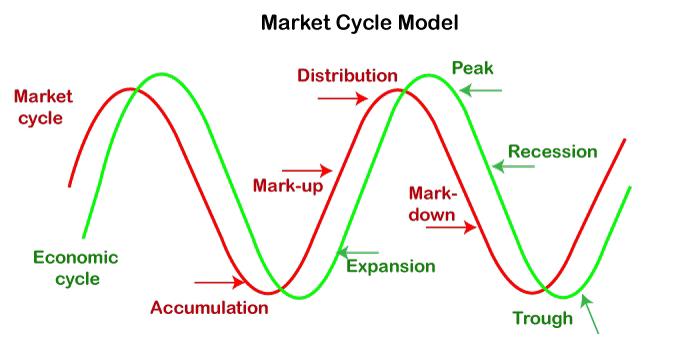 Market Cycle Model
Market
cycle
Distribution
Peak
Recession
Mark-up
Mark-
down
Economic
cycle
Expansion
Accumulation
Trough